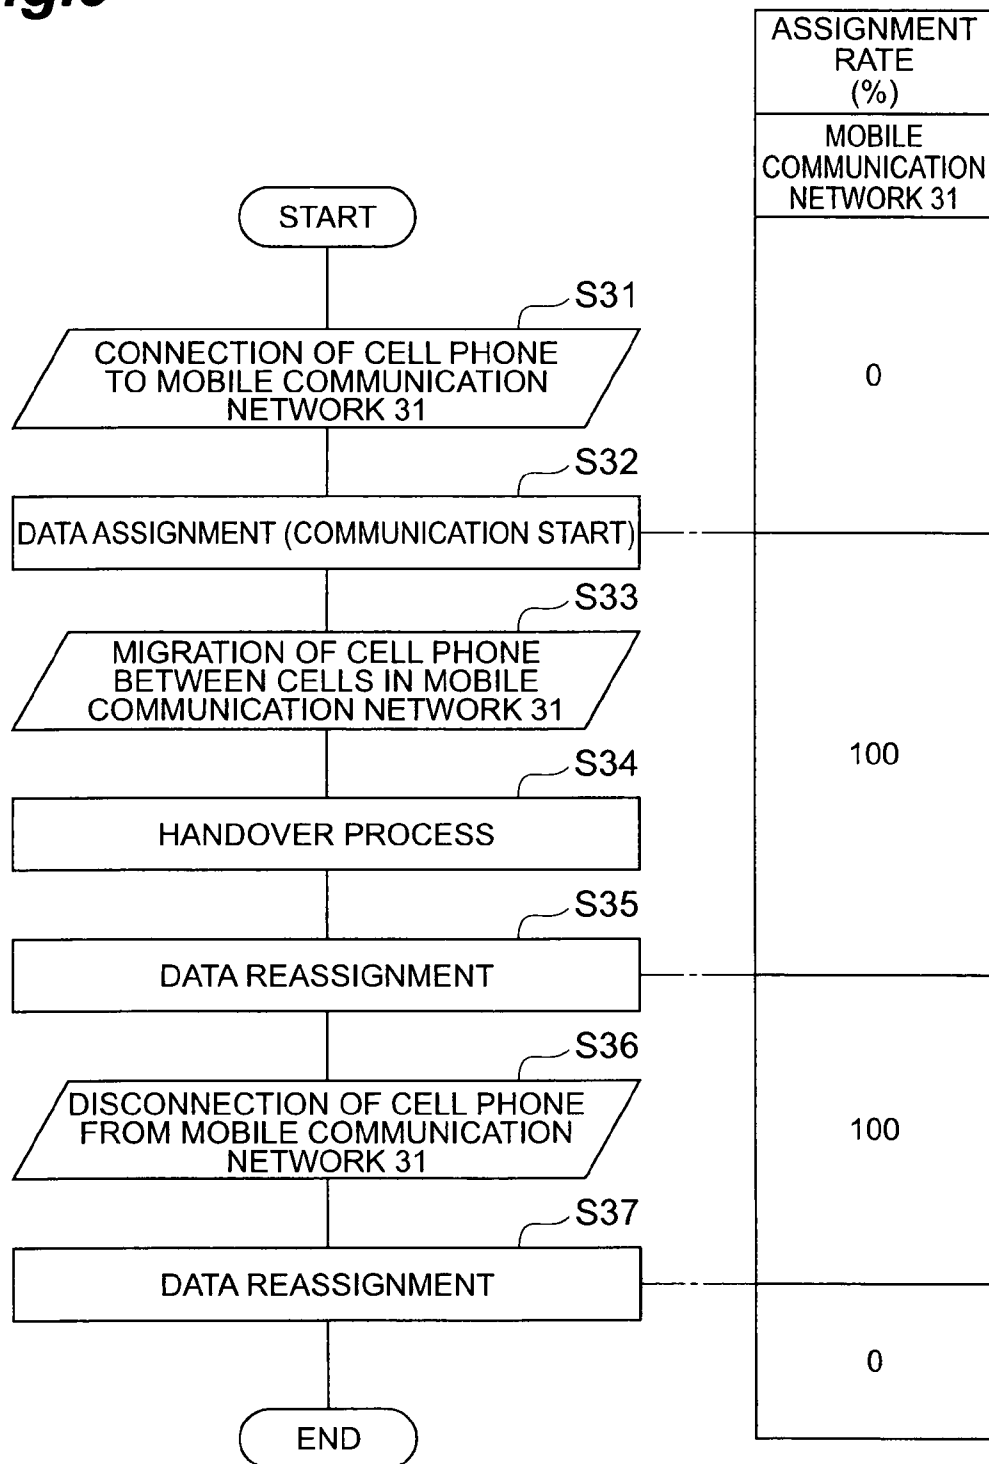 START
S31
CONNECTION OF CELL PHONE
TO MOBILE COMMUNICATION
NETWORK 31
S32
DATA ASSIGNMENT (COMMUNICATION START)
S33
MIGRATION OF CELL PHONE
BETWEEN CELLS IN MOBILE
COMMUNICATION NETWORK 31
S34
HANDOVER PROCESS
S35
DATA REASSIGNMENT
S36
DISCONNECTION OF CELL PHONE
FROM MOBILE COMMUNICATION
NETWORK 31
S37
DATA REASSIGNMENT
END
ASSIGNMENT
RATE
(%)
MOBILE
COMMUNICATION
NETWORK 31
0
100
100
0